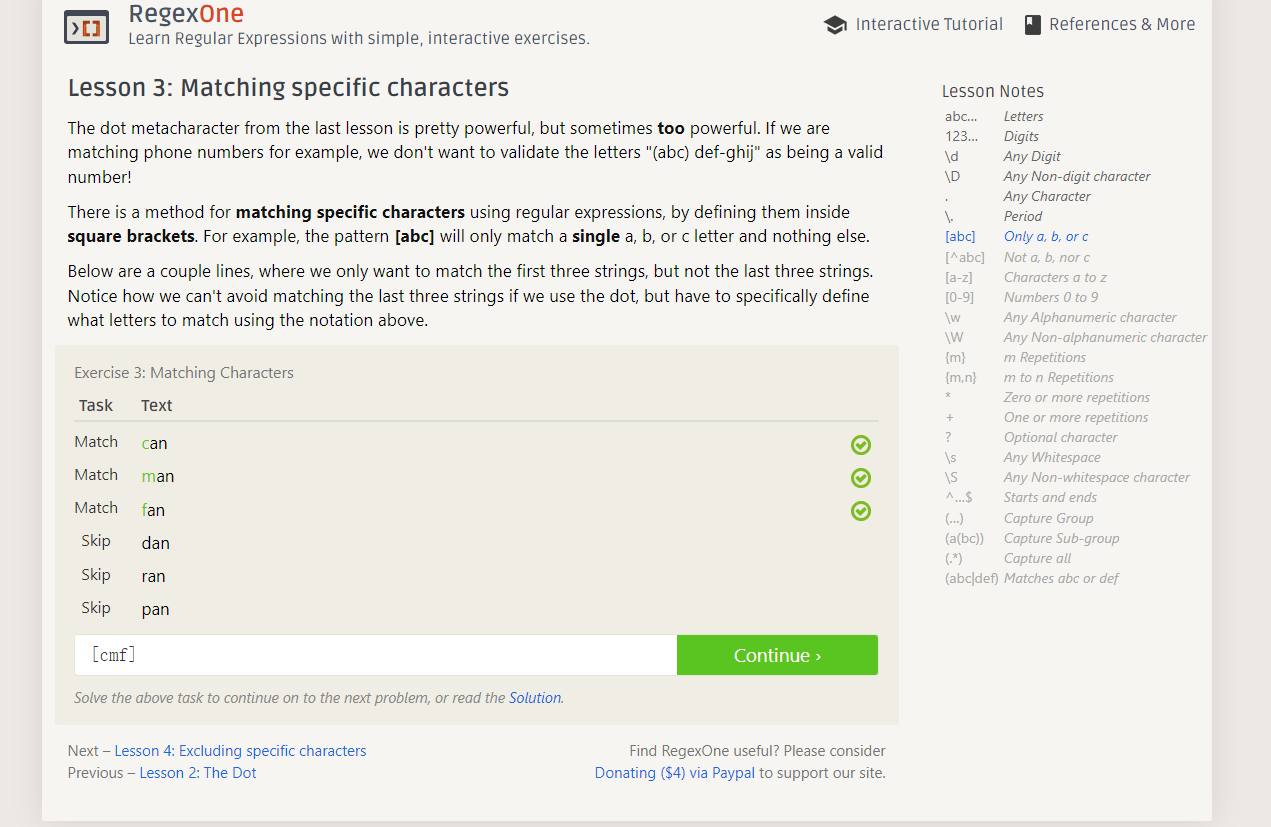 RegexOne
Learn Regular Expressions with simple, interactive exercises.
Interactive Tutorial
References & More
Lesson 3: Matching specific characters
The dot metacharacter from the last lesson is pretty powerful, but sometimes too powerful. If we are
matching phone numbers for example, we don't want to validate the letters "(abc) def-ghij" as being a valid
number!
There is a method for matching specific characters using regular expressions, by defining them inside
square brackets. For example, the pattern [abc] will only match a single a, b, or c letter and nothing else.
Below are a couple lines, where we only want to match the first three strings, but not the last three strings.
Notice how we can't avoid matching the last three strings if we use the dot, but have to specifically define
what letters to match using the notation above.
Exercise 3: Matching Characters
Task Text
Match can
Match man
Match fan
Skip dan
Skip ran
Skip pan
[cmf]
Continue ›
Solve the above task to continue on to the next problem, or read the Solution.
Next – Lesson 4: Excluding specific characters
Previous – Lesson 2: The Dot
Find RegexOne useful? Please consider
Donating ($4) via Paypal to support our site.
Lesson Notes
abc... Letters
123... Digits
\d Any Digit
\D Any Non-digit character
. Any Character
\. Period
[abc] Only a, b, or c
[^abc] Not a, b, nor c
[a-z] Characters a to z
[0-9] Numbers 0 to 9
\w Any Alphanumeric character
\W Any Non-alphanumeric character
{m} m Repetitions
{m,n} m to n Repetitions
* Zero or more repetitions
+ One or more repetitions
? Optional character
\s Any Whitespace
\S Any Non-whitespace character
^...$ Starts and ends
(...) Capture Group
(a(bc)) Capture Sub-group
(.*) Capture all
(abc|def) Matches abc or def